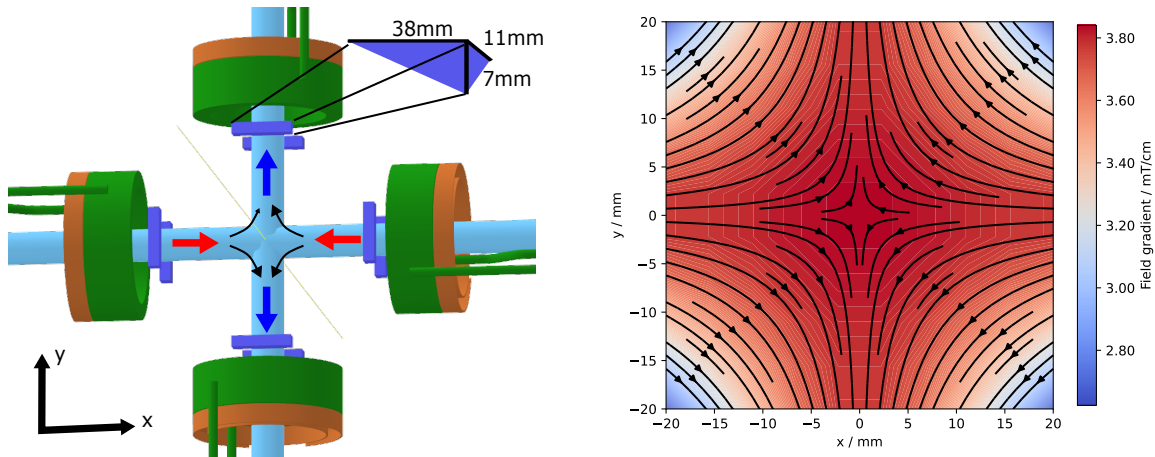 38mm
11mm
7mm
y
x
20
15
10
5
0
−5
−10
−15
−20
y / mm
−20 −15 −10 −5 0 5 10 15 20
x / mm
3.80
3.60
3.40
3.20
3.00
2.80
Field gradient / mT/cm